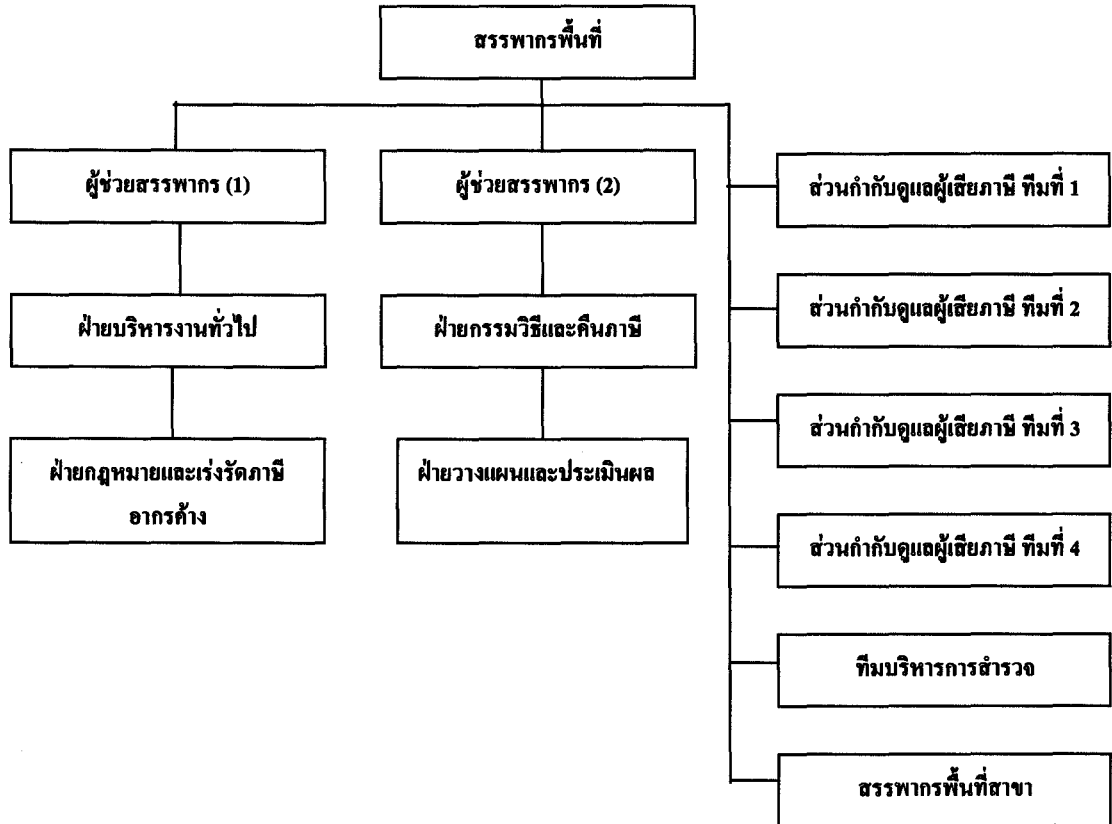 สรรพากรพื้นที่
ผู้ช่วยสรรพากร (1)
ผู้ช่วยสรรพากร (2)
ส่วนกำกับดูแลผู้เสียภาษี ทีมที่ 1
ฝ่ายบริหารงานทั่วไป
ฝ่ายกรรมวิธีและคืนภาษี
ส่วนกำกับดูแลผู้เสียภาษี ทีมที่ 2
ฝ่ายกฎหมายและเร่งรัดภาษี
อากรค้าง
ฝ่ายวางแผนและประเมินผล
ส่วนกำกับดูแลผู้เสียภาษี ทีมที่ 3
ส่วนกำกับดูแลผู้เสียภาษี ทีมที่ 4
ทีมบริหารการสำรวจ
สรรพากรพื้นที่สาขา